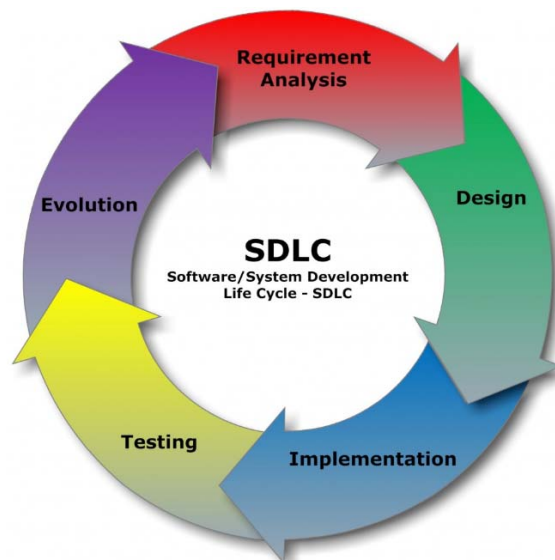 Requirement
Analysis
Design
Evolution
SDLC
Software/System Development
Life Cycle - SDLC
Testing
Implementation